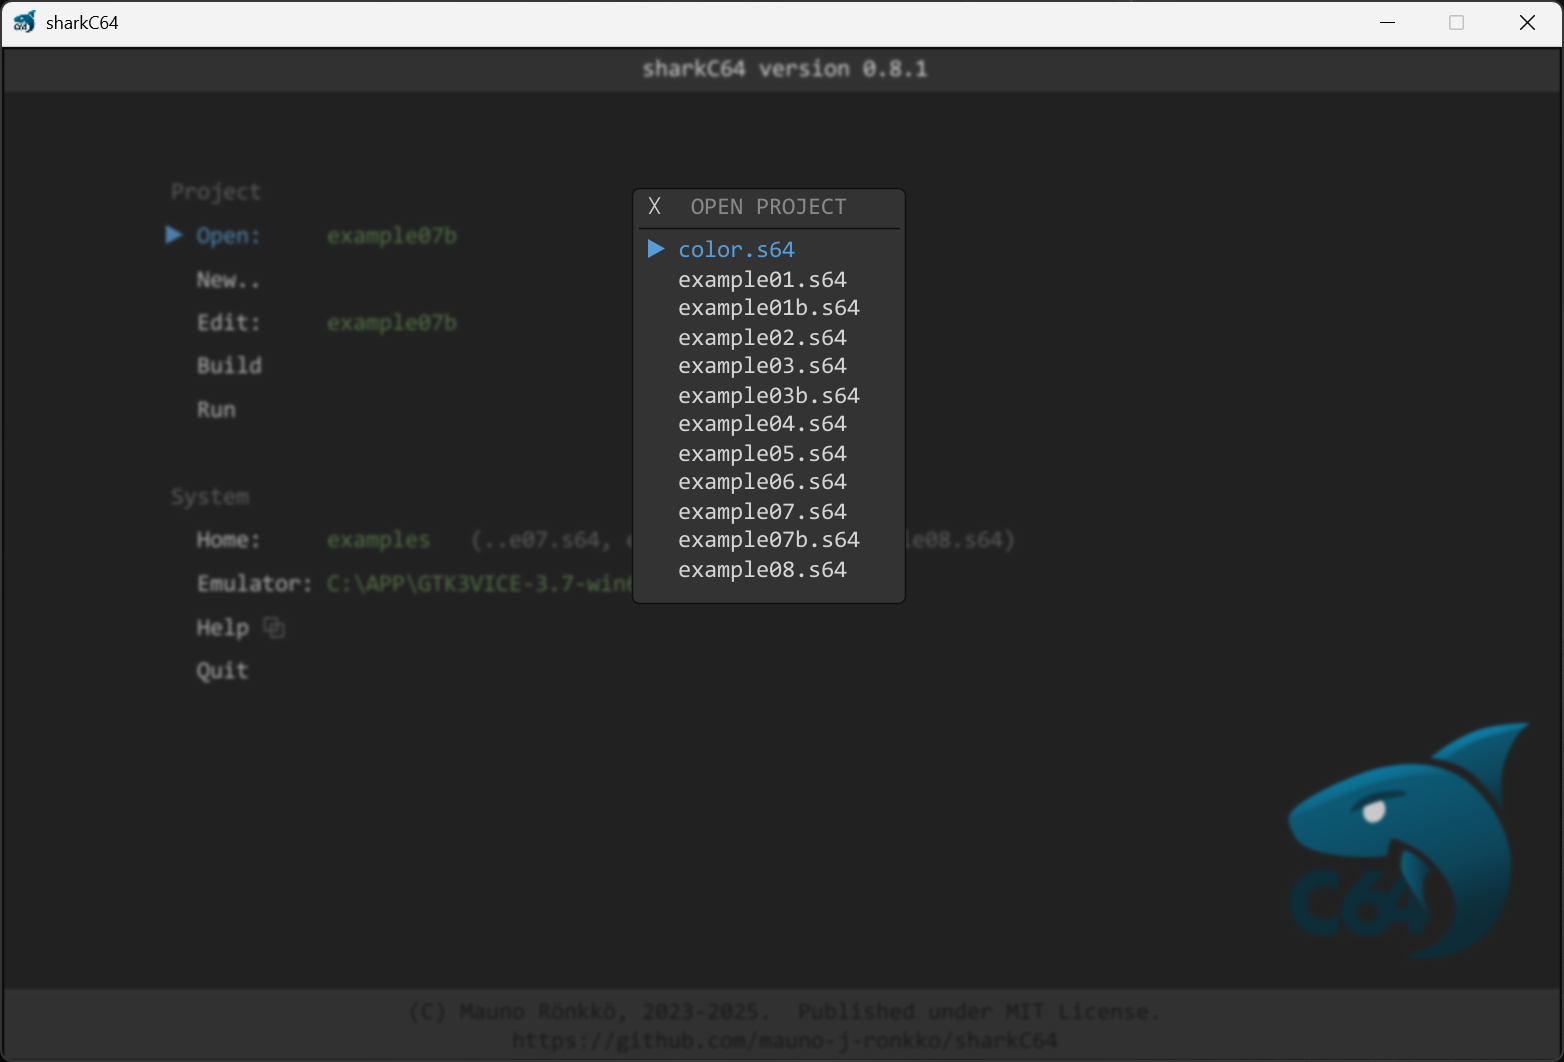 sharkC64
sharkC64 version 0.8.1
Project
Open: example07b
New..
Edit: example07b
Build
Run
System
Home: examples (..e07.s64, le08.s64)
Emulator: C:\APP\GTK3VICE-3.7-win
Help
Quit
X OPEN PROJECT
color.s64
example01.s64
example01b.s64
example02.s64
example03.s64
example03b.s64
example04.s64
example05.s64
example06.s64
example07.s64
example07b.s64
example08.s64
C64
(C) Mauno Rönkkö, 2023-2025. Published under MIT License.
https://github.com/mauno-j-ronkko/sharkC64